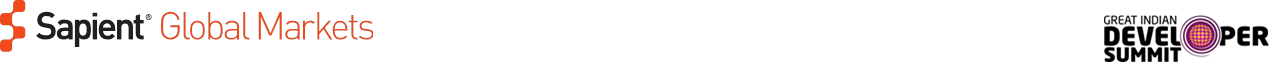 Sapient® Global Markets
GREAT INDIAN
DEVELOPER
SUMMIT